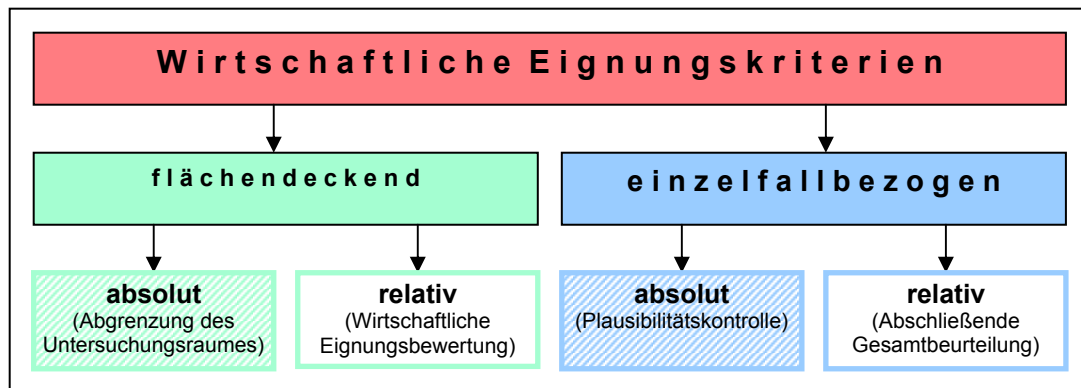 Wirtschaftliche Eignungskriterien
flächendeckend
einzelfallbezogen
absolut
(Abgrenzung des
Untersuchungsraumes)
relativ
(Wirtschaftliche
Eignungsbewertung)
absolut
(Plausibilitätskontrolle)
relativ
(Abschließende
Gesamtbeurteilung)